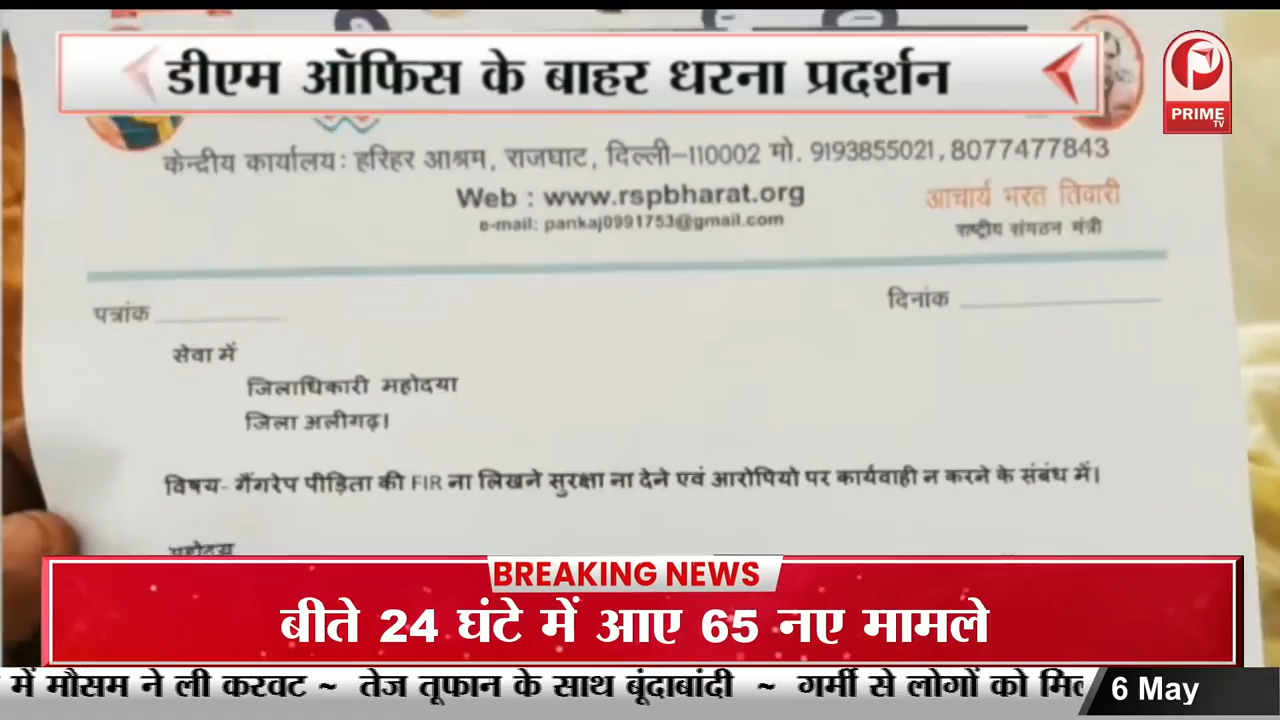 डीएम ऑफिस के बाहर धरना प्रदर्शन
PRIME
TV
केन्द्रीय कार्यालय: हरिहर आश्रम, राजघाट, दिल्ली-110002 मो. 9193855021, 8077477843
Web : www.rspbharat.org
e-mail: pankaj0991753@gmail.com
आचार्य भरत तिवारी
राष्ट्रीय संगठन मंत्री
पत्रांक
दिनांक
सेवा में
जिलाधिकारी महोदया
जिला अलीगढ़।
विषय- गैंगरेप पीड़िता की FIR ना लिखने सुरक्षा ना देने एवं आरोपियो पर कार्यवाही न करने के संबंध में।
महोदय
BREAKING NEWS
बीते 24 घंटे में आए 65 नए मामले
में मौसम ने ली करवट ~ तेज तूफान के साथ बूंदाबांदी ~ गर्मी से लोगों को
6 May